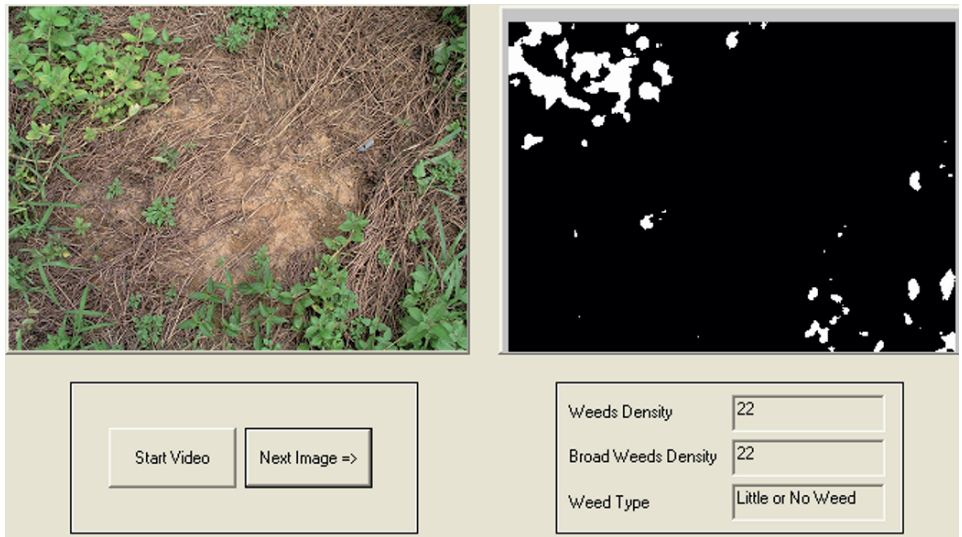 Start Video
Next Image =>
Weeds Density
22
Broad Weeds Density
22
Weed Type
Little or No Weed